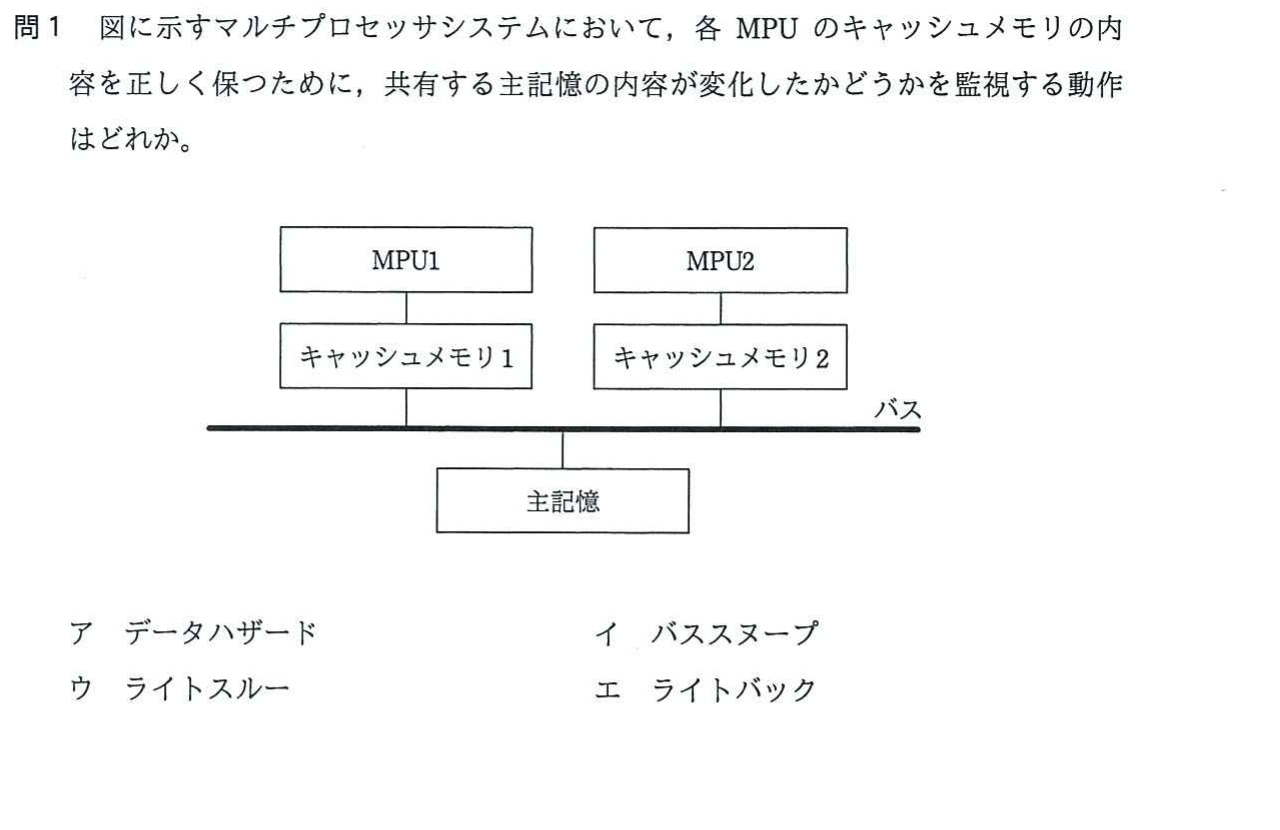 問1 図に示すマルチプロセッサシステムにおいて，各 MPU のキャッシュメモリの内
容を正しく保つために，共有する主記憶の内容が変化したかどうかを監視する動作
はどれか。
MPU1 MPU2
キャッシュメモリ1 キャッシュメモリ2
バス
主記憶
ア データハザード イ バススヌープ
ウ ライトスルー エ ライトバック